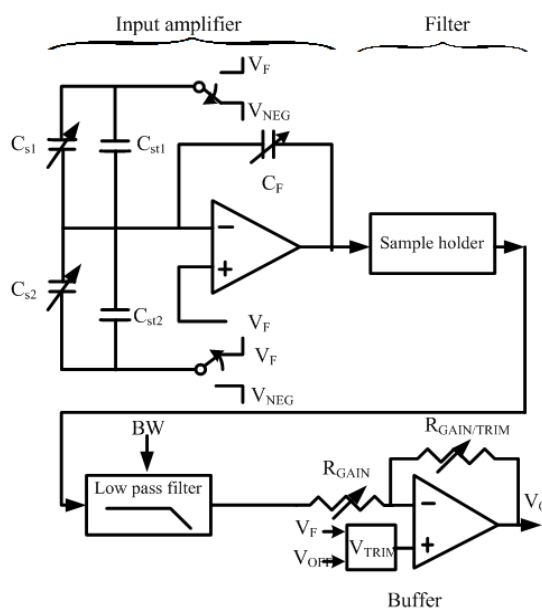 Input amplifier
Filter
V_F
V_NEG
C_s1
C_st1
C_F
−
+
Sample holder
C_s2
C_st2
V_F
V_F
V_NEG
BW
Low pass filter
R_GAIN
R_GAIN/TRIM
V_F
V_OFF
V_TRIM
−
+
Buffer